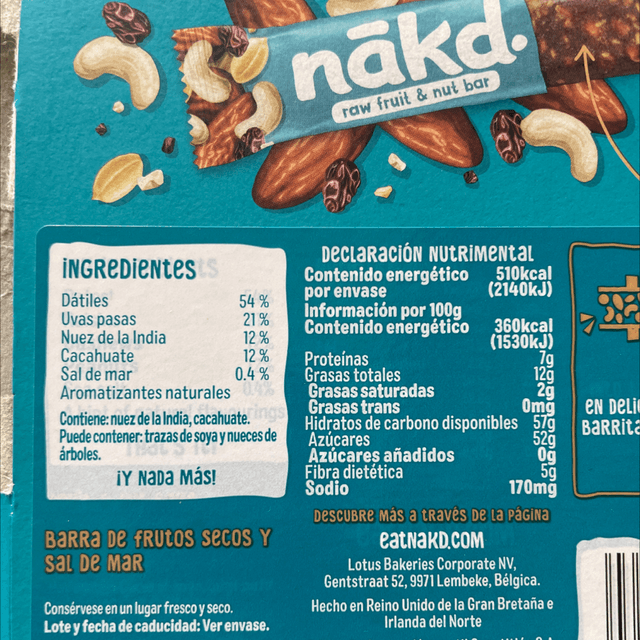 nākd.
raw fruit & nut bar
INGREDIENTES
Dátiles 54 %
Uvas pasas 21 %
Nuez de la India 12 %
Cacahuate 12 %
Sal de mar 0.4 %
Aromatizantes naturales
Contiene: nuez de la India, cacahuate.
Puede contener: trazas de soya y nueces de
árboles.
¡Y NADA MÁS!
BARRA DE FRUTOS SECOS Y
SAL DE MAR
Consérvese en un lugar fresco y seco.
Lote y fecha de caducidad: Ver envase.
DECLARACIÓN NUTRIMENTAL
Contenido energético 510kcal
por envase (2140kJ)
Información por 100g
Contenido energético 360kcal
(1530kJ)
Proteínas 7g
Grasas totales 12g
Grasas saturadas 2g
Grasas trans 0mg
Hidratos de carbono disponibles 57g
Azúcares 52g
Azúcares añadidos 0g
Fibra dietética 5g
Sodio 170mg
DESCUBRE MÁS A TRAVÉS DE LA PÁGINA
EATNAKD.COM
Lotus Bakeries Corporate NV,
Gentstraat 52, 9971 Lembeke, Bélgica.
Hecho en Reino Unido de la Gran Bretaña e
Irlanda del Norte
EN